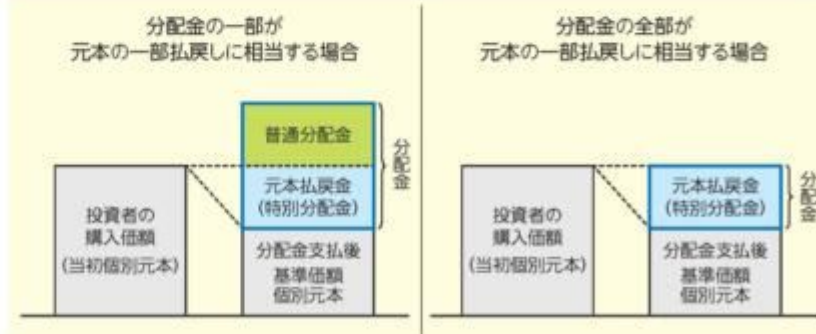 分配金の一部が
元本の一部払戻しに相当する場合
普通分配金
元本払戻金
(特別分配金)
分配金
投資者の
購入価額
(当初個別元本)
分配金支払後
基準価額
個別元本
分配金の全部が
元本の一部払戻しに相当する場合
元本払戻金
(特別分配金)
分配金
投資者の
購入価額
(当初個別元本)
分配金支払後
基準価額
個別元本